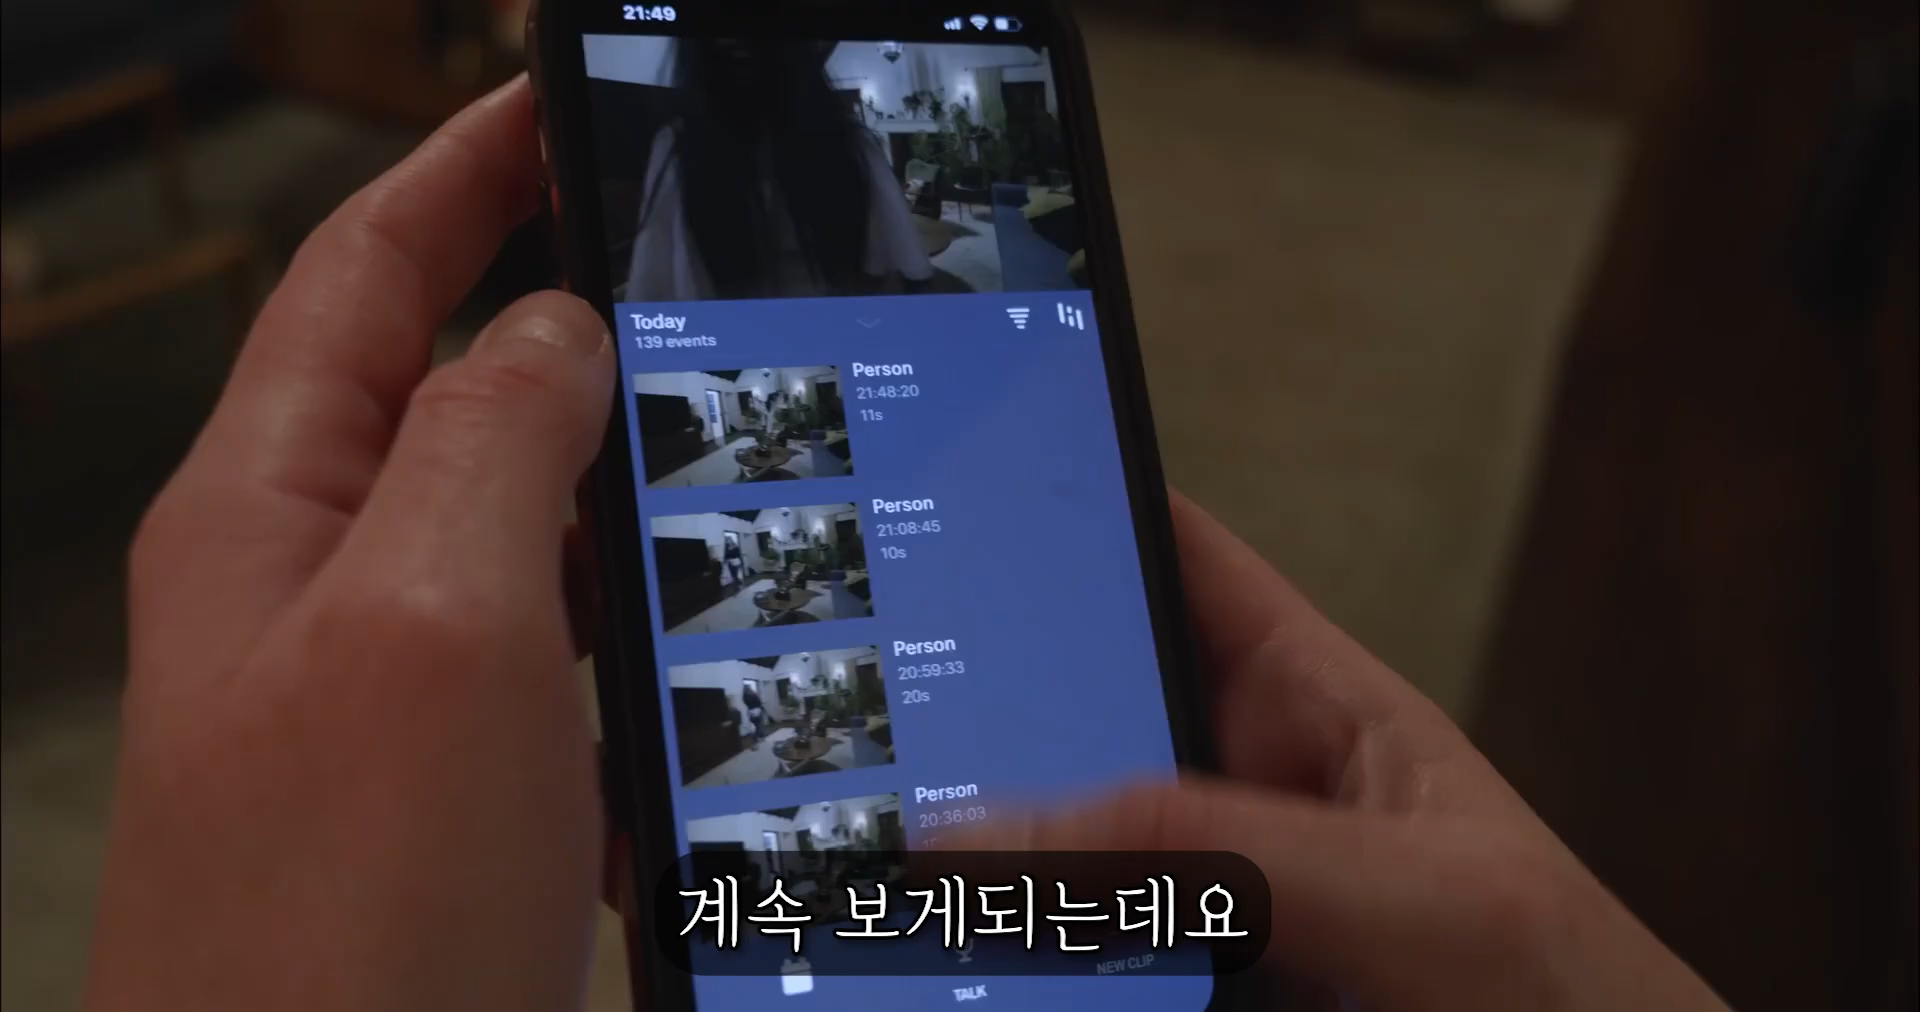 21:49
Today
139 events
Person
21:48:20
11s
Person
21:08:45
10s
Person
20:59:33
20s
Person
20:36:03
계속 보게되는데요
NEW CLIP
TALK